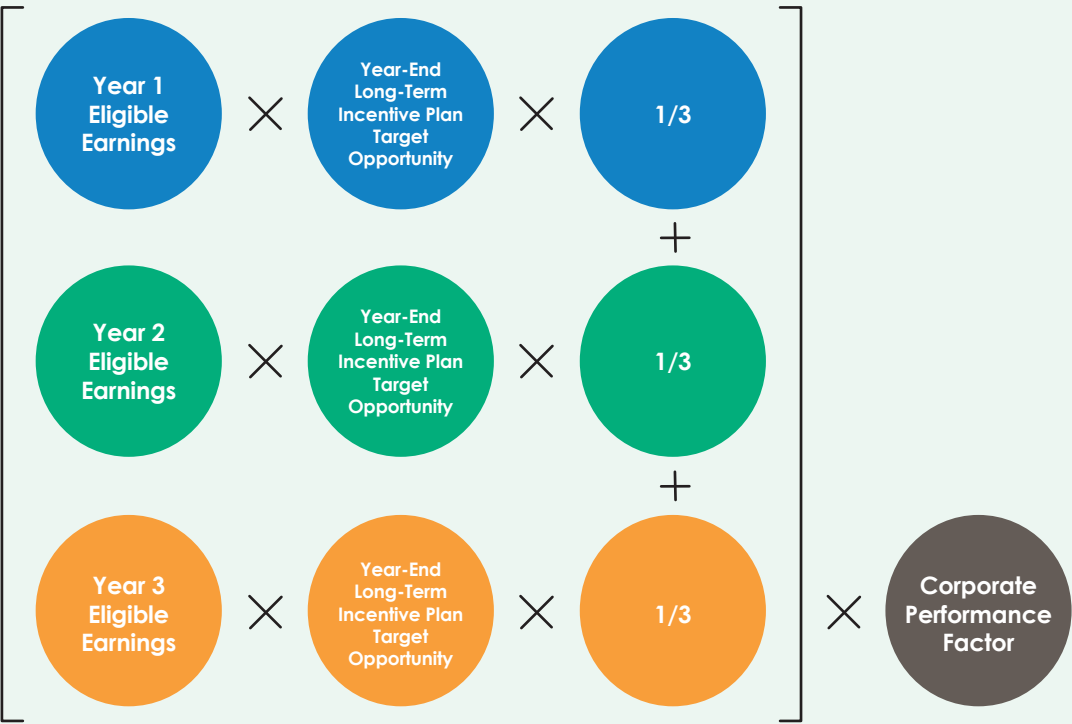 Year 1
Eligible
Earnings
×
Year-End
Long-Term
Incentive Plan
Target
Opportunity
×
1/3
+
Year 2
Eligible
Earnings
×
Year-End
Long-Term
Incentive Plan
Target
Opportunity
×
1/3
+
Year 3
Eligible
Earnings
×
Year-End
Long-Term
Incentive Plan
Target
Opportunity
×
1/3
×
Corporate
Performance
Factor